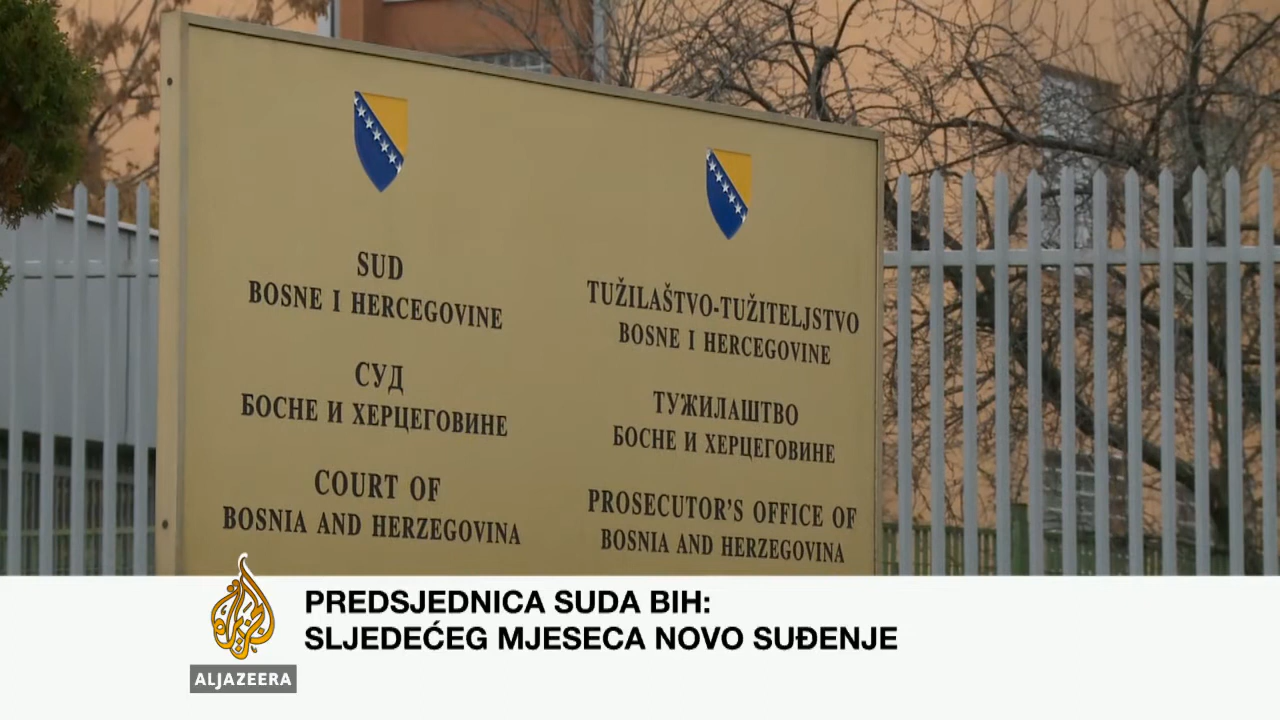 SUD
BOSNE I HERCEGOVINE
СУД
БОСНЕ И ХЕРЦЕГОВИНЕ
COURT OF
BOSNIA AND HERZEGOVINA
TUŽILAŠTVO-TUŽITELJSTVO
BOSNE I HERCEGOVINE
ТУЖИЛАШТВО
БОСНЕ И ХЕРЦЕГОВИНЕ
PROSECUTOR'S OFFICE OF
BOSNIA AND HERZEGOVINA
PREDSJEDNICA SUDA BIH:
SLJEDEĆEG MJESECA NOVO SUĐENJE
ALJAZEERA